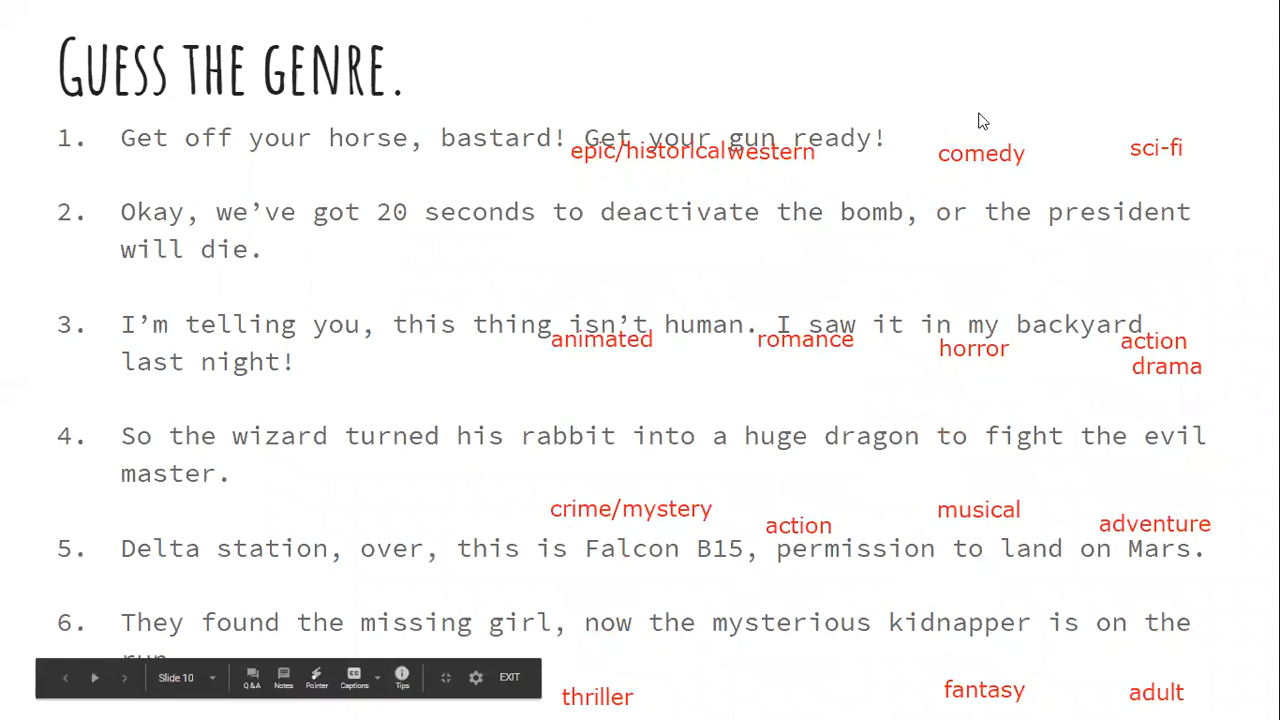 GUESS THE GENRE.
1. Get off your horse, bastard! Get your gun ready!
epic/historical western comedy sci-fi
2. Okay, we've got 20 seconds to deactivate the bomb, or the president
will die.
3. I'm telling you, this thing isn't human. I saw it in my backyard
animated romance horror action
last night!
drama
4. So the wizard turned his rabbit into a huge dragon to fight the evil
master.
crime/mystery action musical adventure
5. Delta station, over, this is Falcon B15, permission to land on Mars.
6. They found the missing girl, now the mysterious kidnapper is on the
run
Slide 10 Q&A Notes Pointer CC Captions Tips EXIT
thriller fantasy adult